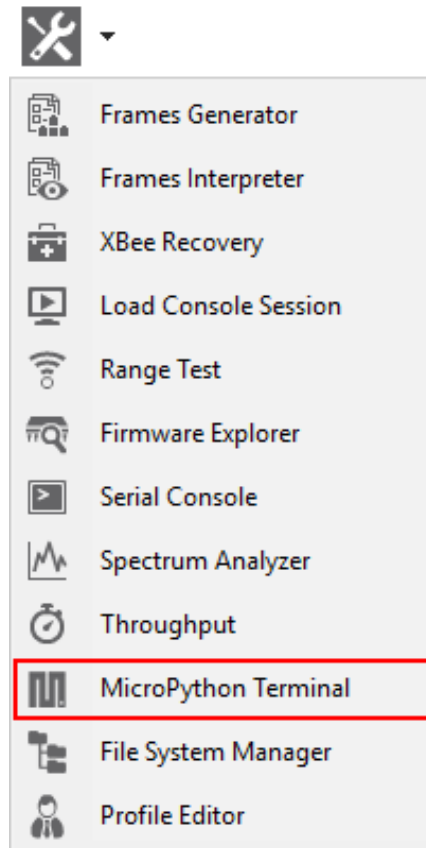 Frames Generator
Frames Interpreter
XBee Recovery
Load Console Session
Range Test
Firmware Explorer
Serial Console
Spectrum Analyzer
Throughput
MicroPython Terminal
File System Manager
Profile Editor